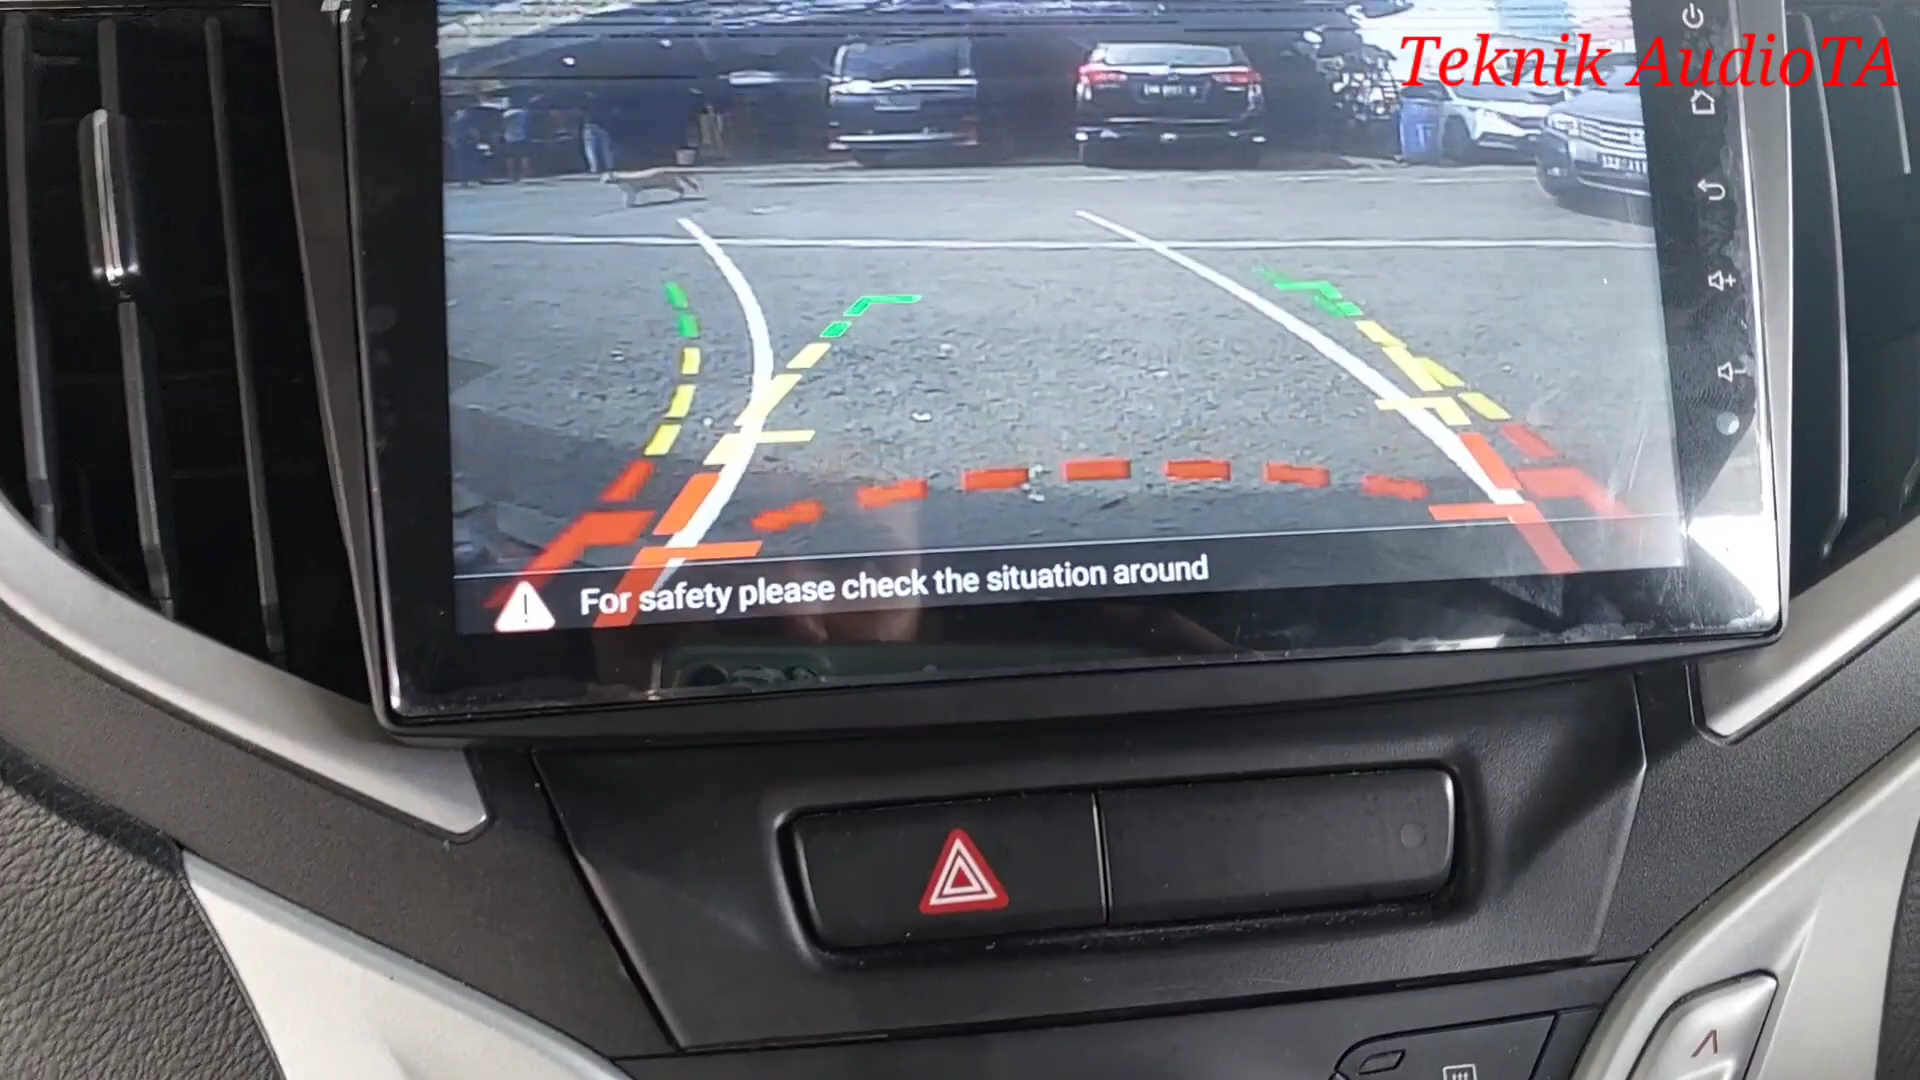 Teknik AudioTA
For safety please check the situation around